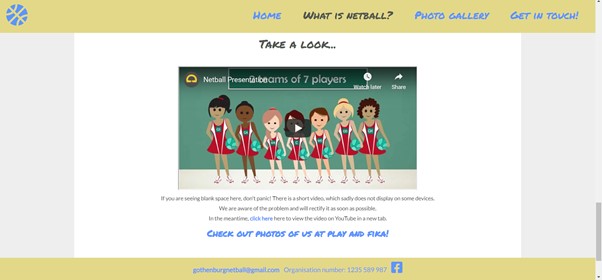 Home What is netball? Photo gallery Get in touch!
Take a look...
Netball Presentation
2 teams of 7 players
Watch later Share
If you are seeing blank space here, don't panic! There is a short video, which sadly does not display on some devices.
We are aware of the problem and will rectify it as soon as possible.
In the meantime, click here to view the video on YouTube in a new tab.
Check out photos of us at play and fika!
gothenburgnetball@gmail.com Organisation number: 1235 589 987